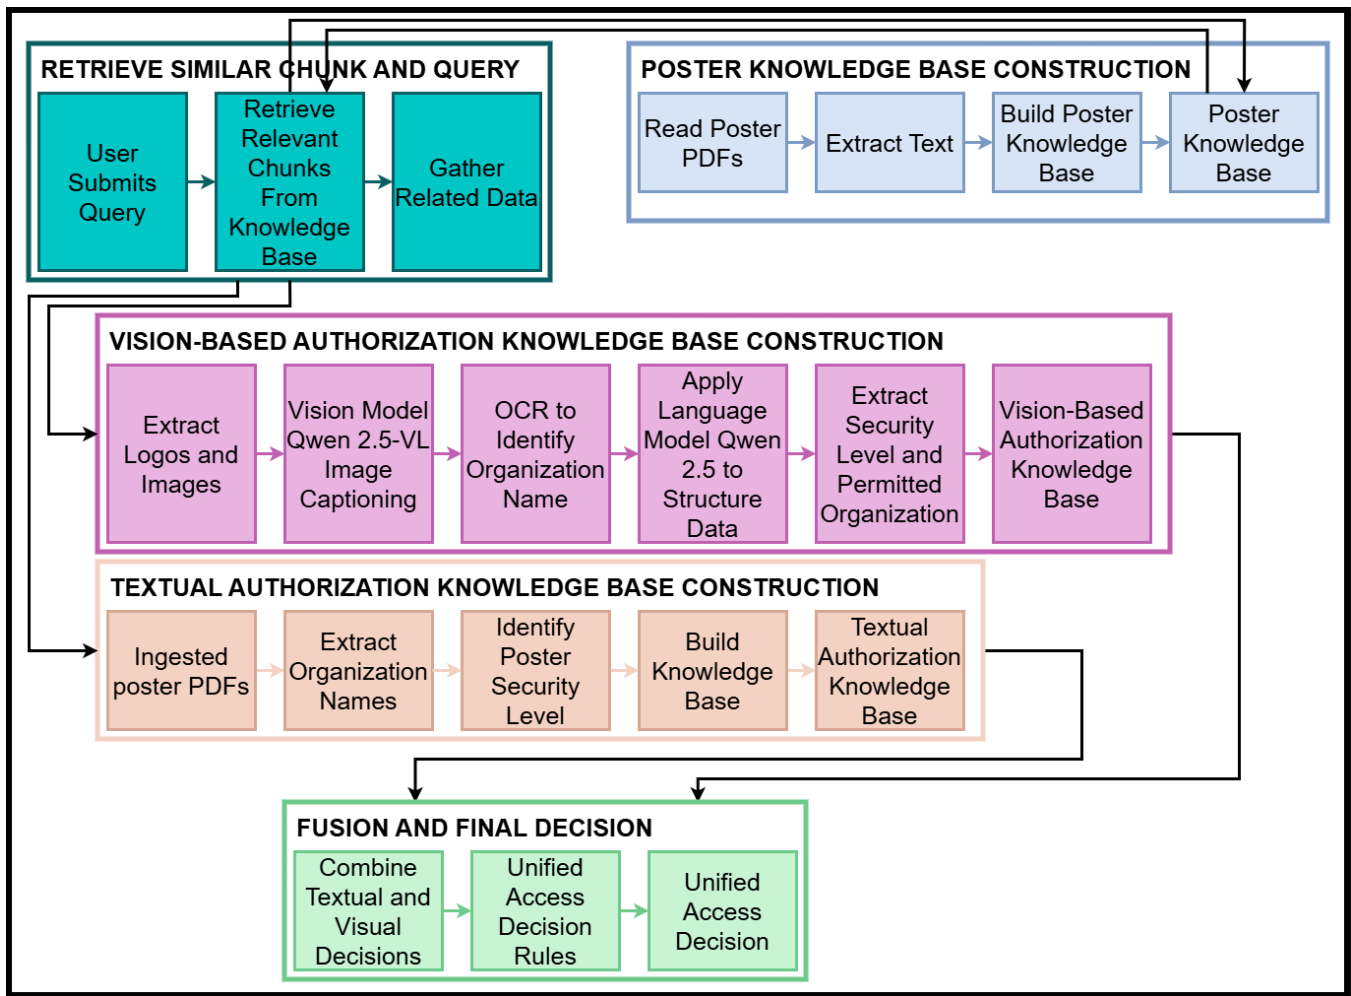 RETRIEVE SIMILAR CHUNK AND QUERY
User
Submits
Query
Retrieve
Relevant
Chunks
From
Knowledge
Base
Gather
Related Data
POSTER KNOWLEDGE BASE CONSTRUCTION
Read Poster
PDFs
Extract Text
Build Poster
Knowledge
Base
Poster
Knowledge
Base
VISION-BASED AUTHORIZATION KNOWLEDGE BASE CONSTRUCTION
Extract
Logos and
Images
Vision Model
Qwen 2.5-VL
Image
Captioning
OCR to
Identify
Organization
Name
Apply
Language
Model Qwen
2.5 to
Structure
Data
Extract
Security
Level and
Permitted
Organization
Vision-Based
Authorization
Knowledge
Base
TEXTUAL AUTHORIZATION KNOWLEDGE BASE CONSTRUCTION
Ingested
poster PDFs
Extract
Organization
Names
Identify
Poster
Security
Level
Build
Knowledge
Base
Textual
Authorization
Knowledge
Base
FUSION AND FINAL DECISION
Combine
Textual and
Visual
Decisions
Unified
Access
Decision
Rules
Unified
Access
Decision